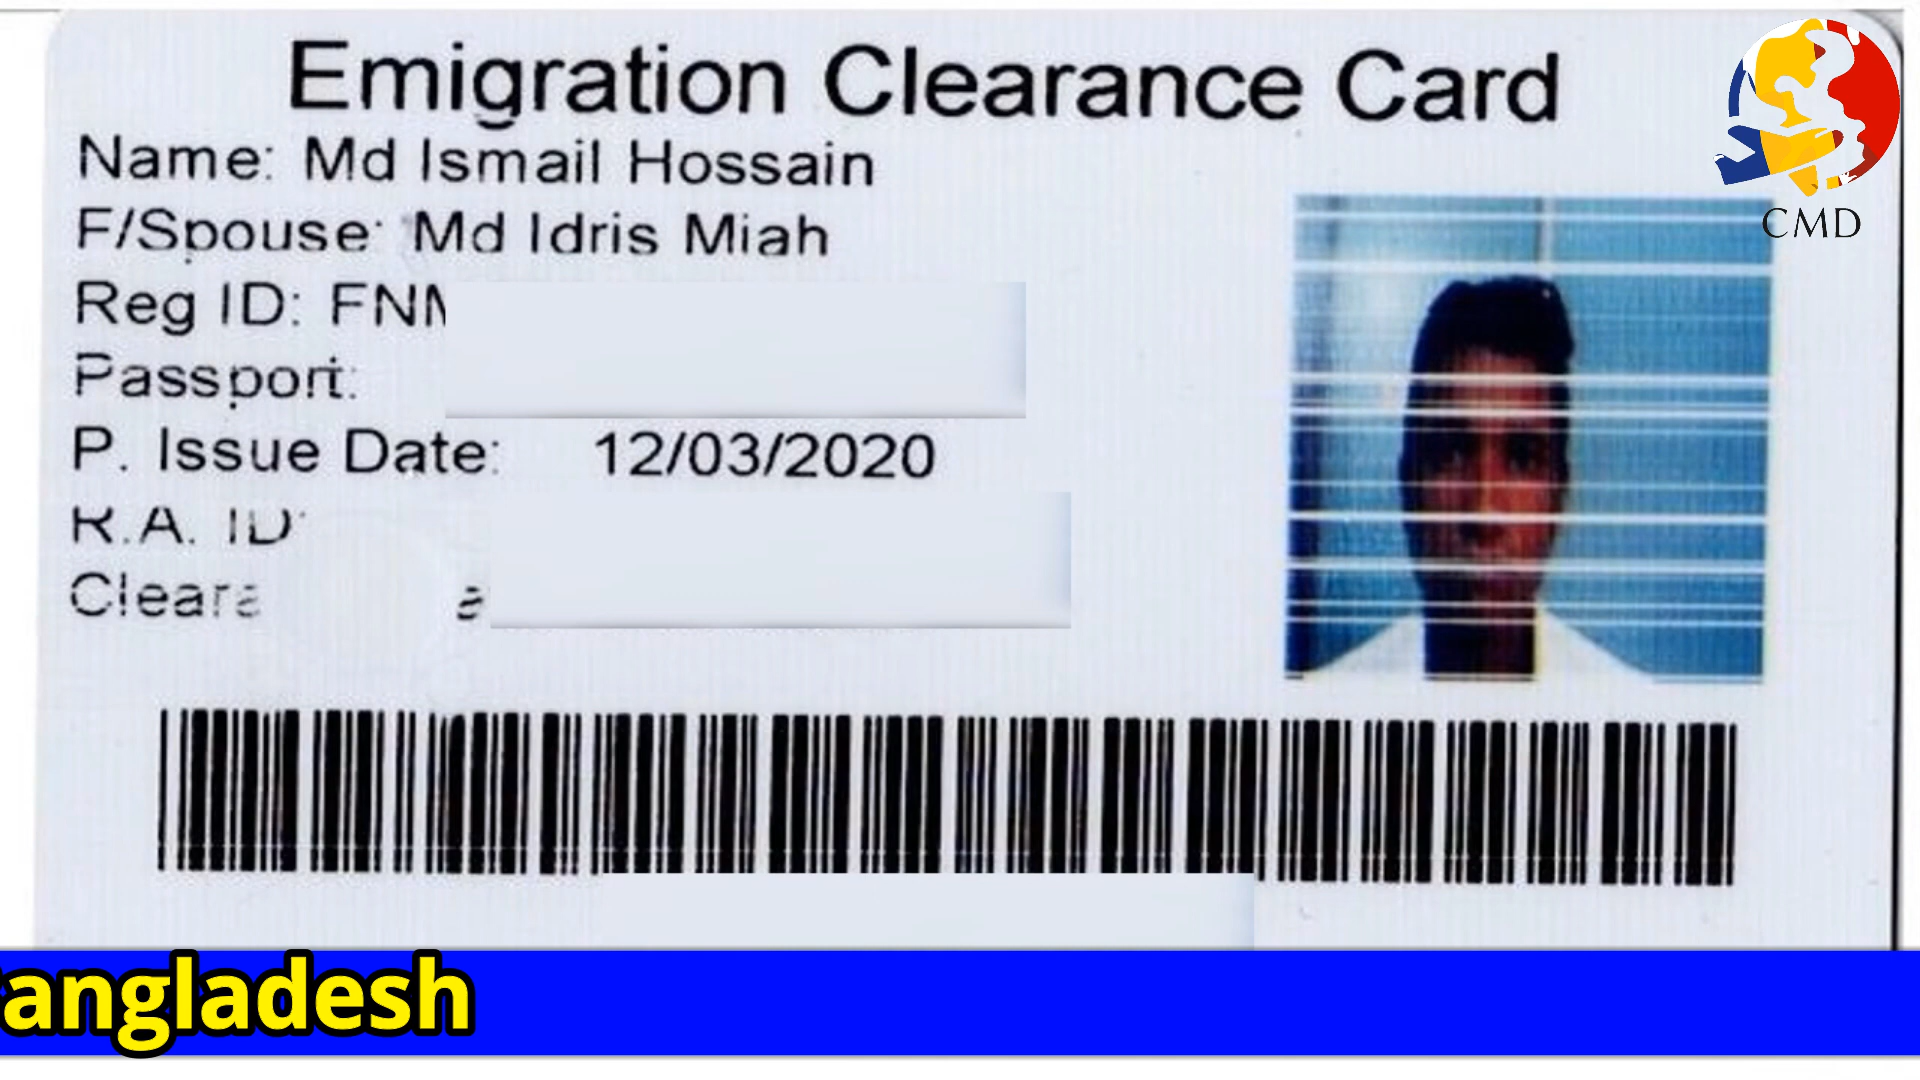 Emigration Clearance Card
CMD
Name: Md Ismail Hossain
F/Spouse: Md Idris Miah
Reg ID: FN
Passport:
P. Issue Date: 12/03/2020
R.A. ID:
angladesh